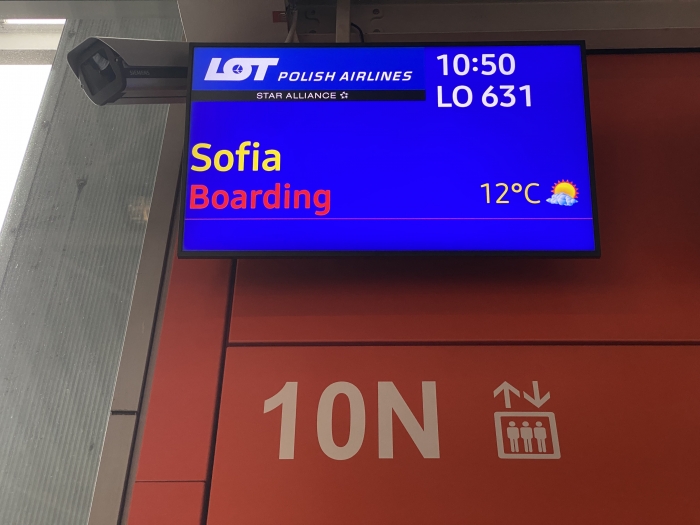 LOT POLISH AIRLINES
STAR ALLIANCE
10:50
LO 631
Sofia
Boarding
12°C
10N